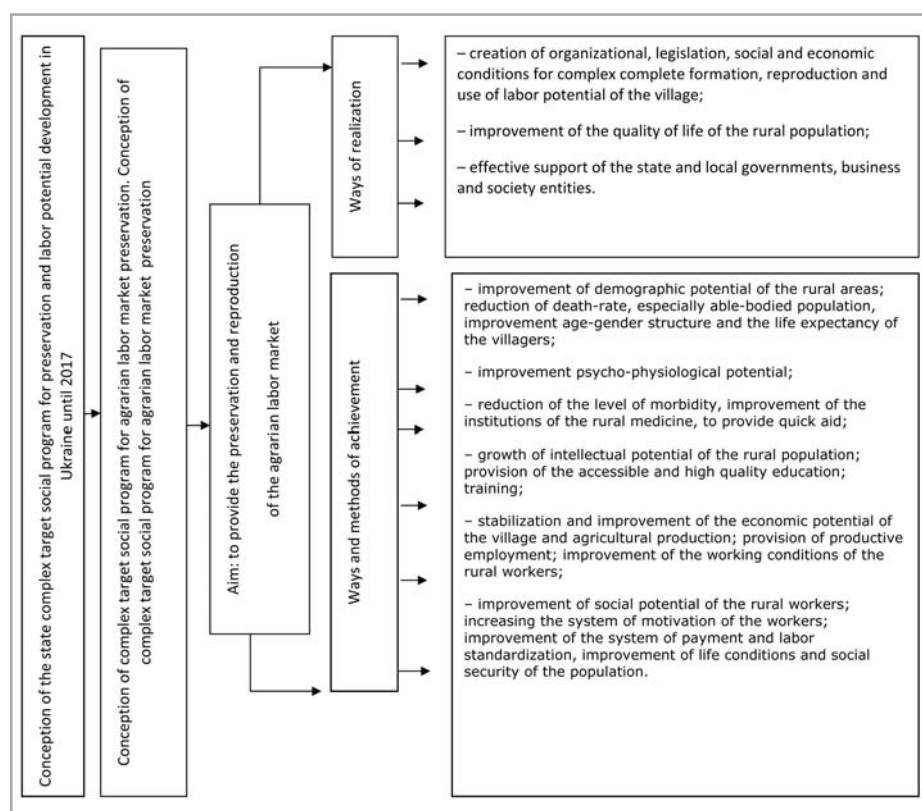 Conception of the state complex target social program for preservation and labor potential development in
Ukraine until 2017
Conception of complex target social program for agrarian labor market preservation. Conception of
complex target social program for agrarian labor market  preservation
Aim: to provide the preservation and reproduction
of the agrarian labor market
Ways of realization
– creation of organizational, legislation, social and economic
conditions for complex complete formation, reproduction and
use of labor potential of the village;
– improvement of the quality of life of the rural population;
– effective support of the state and local governments, business
and society entities.
Ways and methods of achievement
– improvement of demographic potential of the rural areas;
reduction of death-rate, especially able-bodied population,
improvement age-gender structure and the life expectancy of
the villagers;
– improvement psycho-physiological potential;
– reduction of the level of morbidity, improvement of the
institutions of the rural medicine, to provide quick aid;
– growth of intellectual potential of the rural population;
provision of the accessible and high quality education;
training;
– stabilization and improvement of the economic potential of
the village and agricultural production; provision of productive
employment; improvement of the working conditions of the
rural workers;
– improvement of social potential of the rural workers;
increasing the system of motivation of the workers;
improvement of the system of payment and labor
standardization, improvement of life conditions and social
security of the population.